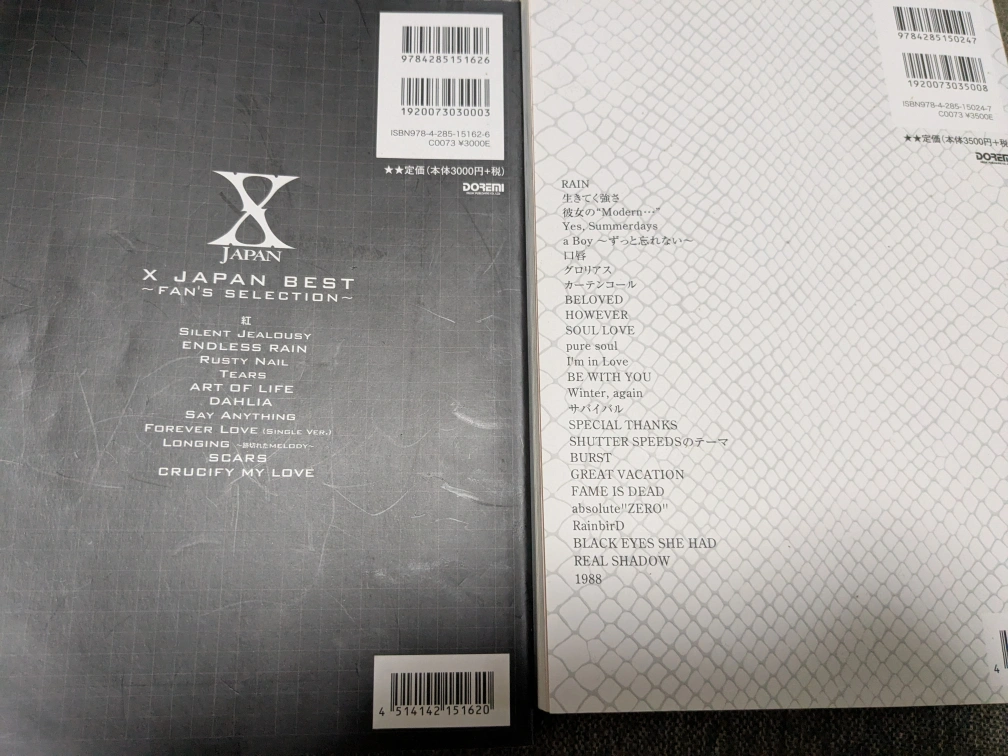 9784285151626
1920073030003
ISBN978-4-285-15162-6
C0073 ¥3000E
★★定価(本体3000円+税)
DOREMI
X
JAPAN
X JAPAN BEST
~FAN'S SELECTION~
紅
SILENT JEALOUSY
ENDLESS RAIN
RUSTY NAIL
TEARS
ART OF LIFE
DAHLIA
SAY ANYTHING
FOREVER LOVE (SINGLE VER.)
LONGING ~跡切れたMELODY~
SCARS
CRUCIFY MY LOVE
4 514142 151620
9784285150247
1920073035008
ISBN978-4-285-15024-7
C0073 ¥3500E
★★定価(本体3500円+税
DOREMI
RAIN
生きてく強さ
彼女の“Modern…”
Yes, Summerdays
a Boy ~ずっと忘れない~
口唇
グロリアス
カーテンコール
BELOVED
HOWEVER
SOUL LOVE
pure soul
I'm in Love
BE WITH YOU
Winter, again
サバイバル
SPECIAL THANKS
SHUTTER SPEEDSのテーマ
BURST
GREAT VACATION
FAME IS DEAD
absolute"ZERO"
RainbirD
BLACK EYES SHE HAD
REAL SHADOW
1988
4